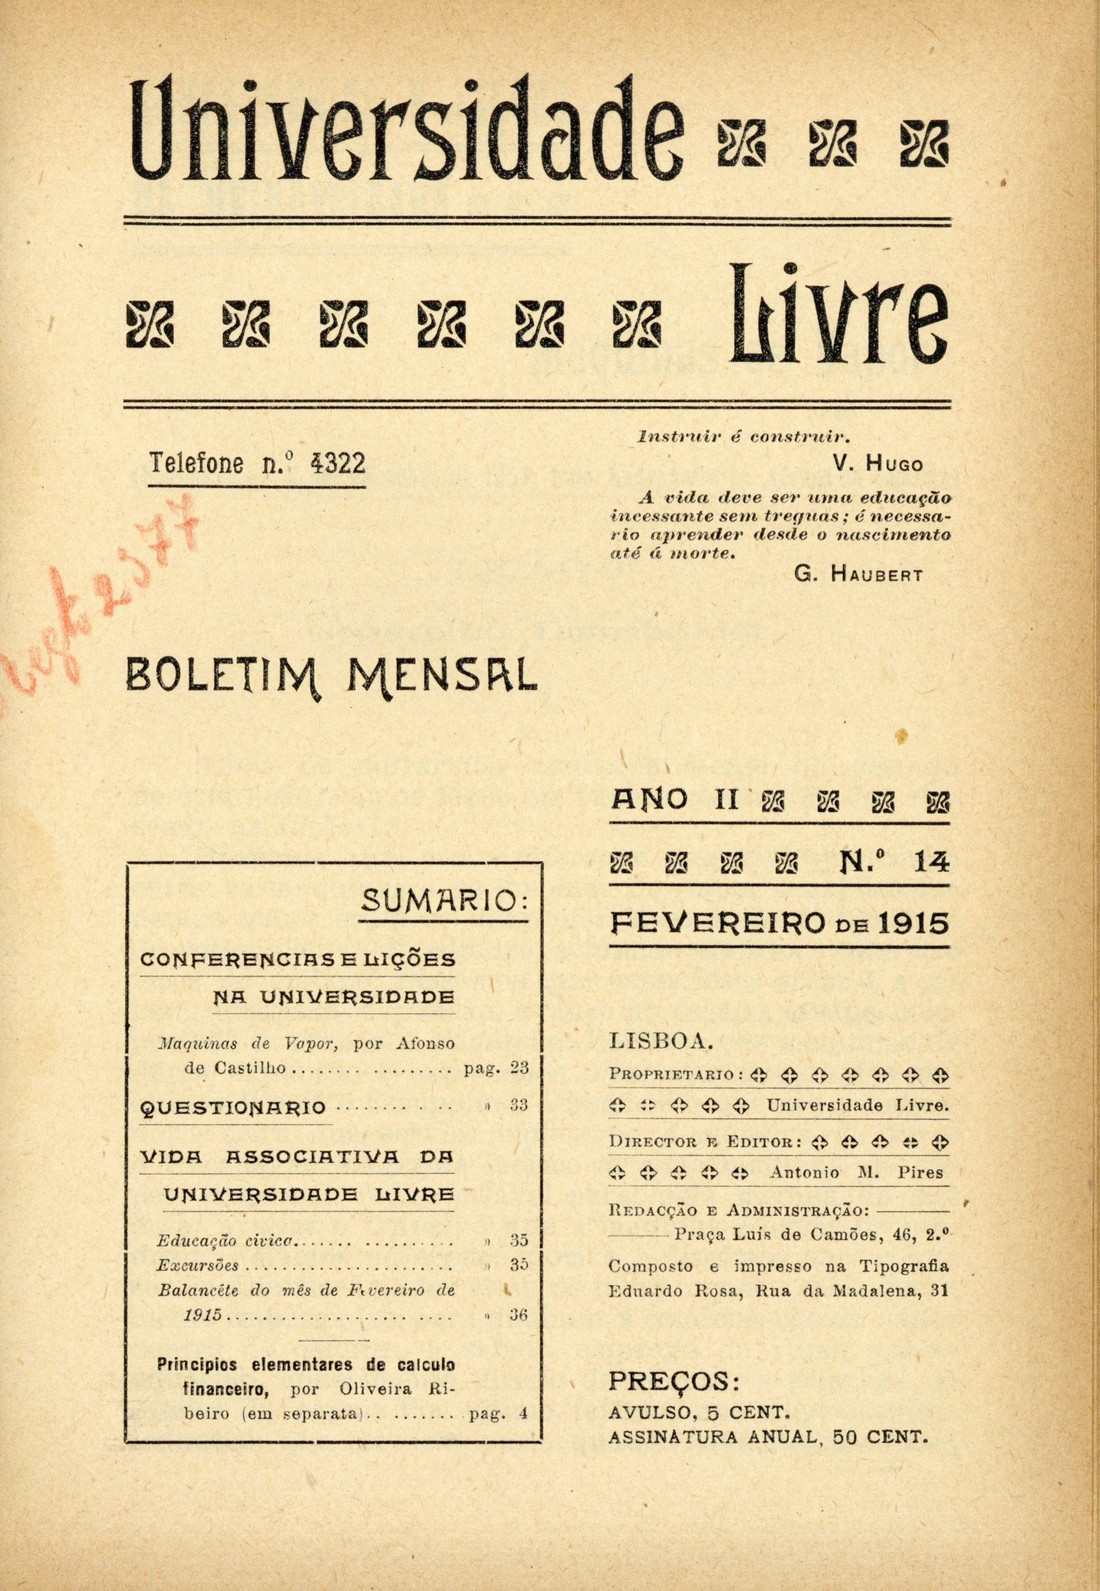 Universidade
Livre
Telefone n.º 4322
Instruir é construir.
V. HUGO
A vida deve ser uma educação
incessante sem treguas; é necessa-
rio aprender desde o nascimento
até á morte.
G. HAUBERT
Regto 2377
BOLETIM MENSAL
ANO II
N.º 14
FEVEREIRO DE 1915
SUMARIO:
CONFERENCIAS E LIÇÕES
NA UNIVERSIDADE
Maquinas de Vapor, por Afonso
de Castilho.................. pag. 23
QUESTIONARIO .......... » 33
VIDA ASSOCIATIVA DA
UNIVERSIDADE LIVRE
Educação civica................. » 35
Excursões ...................... » 35
Balancête do mês de Fevereiro de
1915........................ » 36
Principios elementares de calculo
financeiro, por Oliveira Ri-
beiro (em separata).......... pag. 4
LISBOA.
PROPRIETARIO:
Universidade Livre.
DIRECTOR E EDITOR:
Antonio M. Pires
REDACÇÃO E ADMINISTRAÇÃO:
Praça Luís de Camões, 46, 2.º
Composto e impresso na Tipografia
Eduardo Rosa, Rua da Madalena, 31
PREÇOS:
AVULSO, 5 CENT.
ASSINATURA ANUAL, 50 CENT.